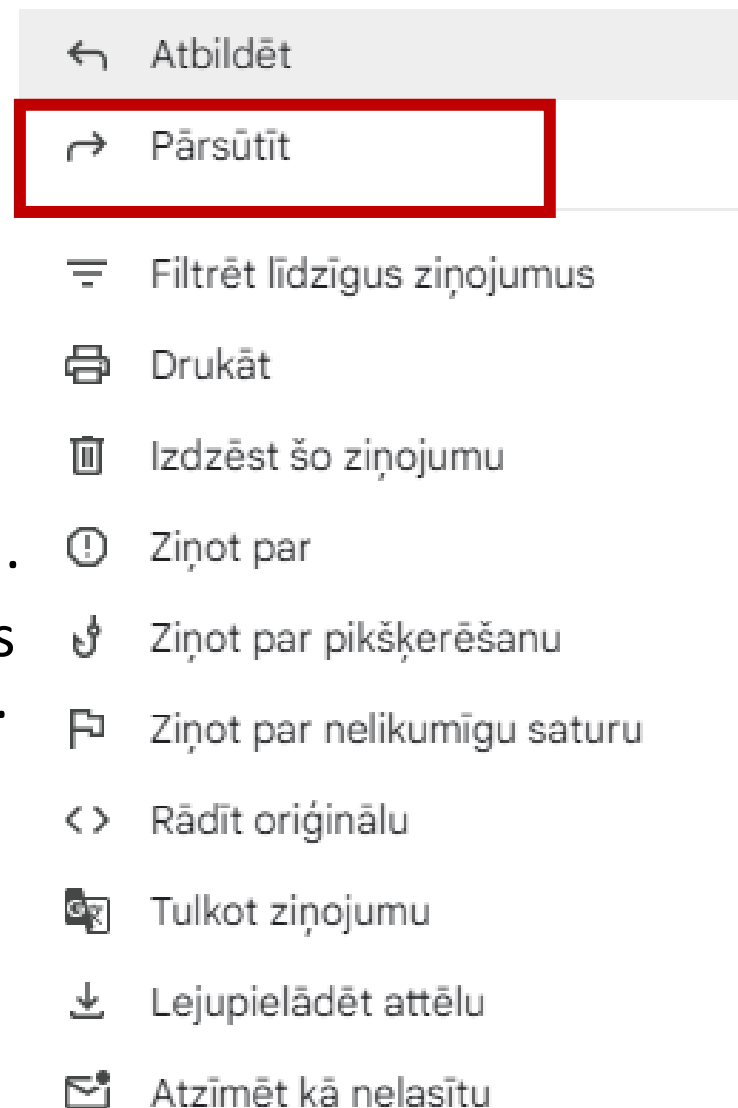 Atbildēt
Pārsūtīt
Filtrēt līdzīgus ziņojumus
Drukāt
Izdzēst šo ziņojumu
.
Ziņot par
s
Ziņot par pikšķerēšanu
.
Ziņot par nelikumīgu saturu
Rādīt oriģinālu
Tulkot ziņojumu
Lejupielādēt attēlu
Atzīmēt kā nelasītu